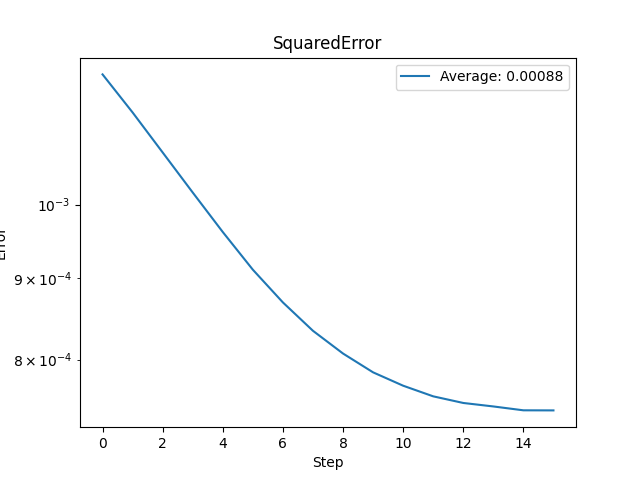 SquaredError
Average: 0.00088
Error
10⁻³
9 × 10⁻⁴
8 × 10⁻⁴
0 2 4 6 8 10 12 14
Step